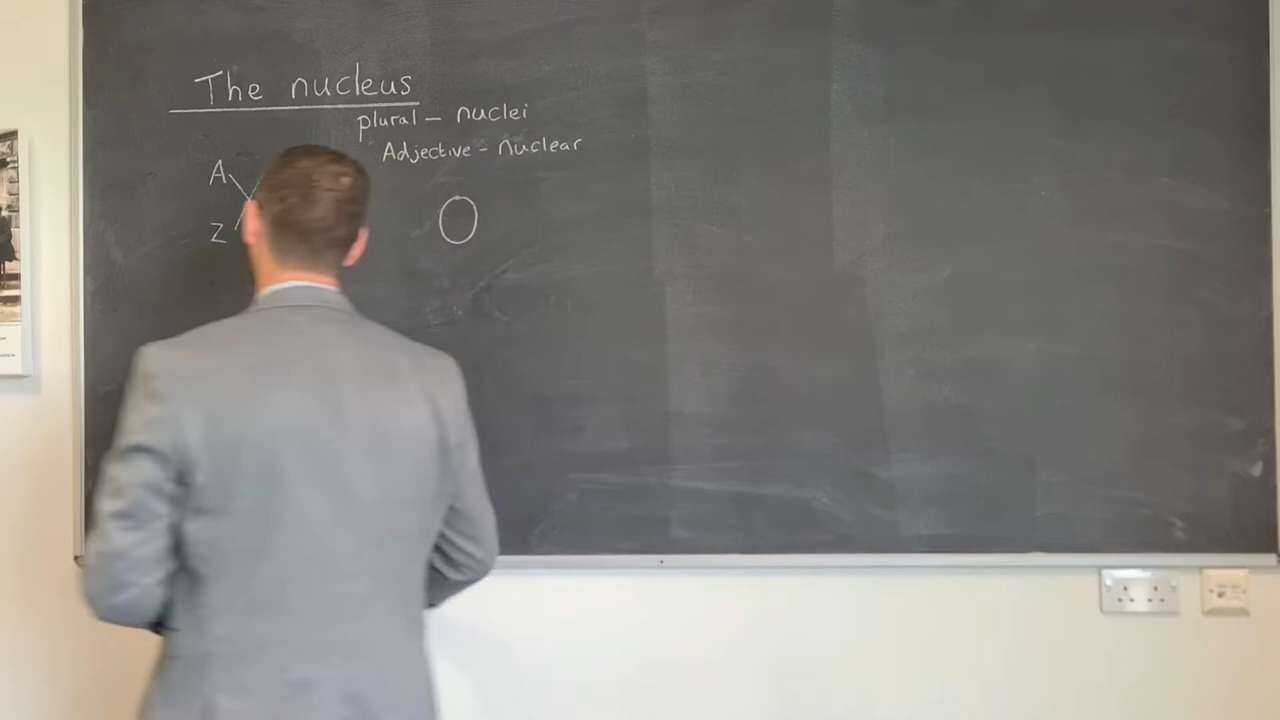 The nucleus
plural – nuclei
Adjective – nuclear
A X
Z
O